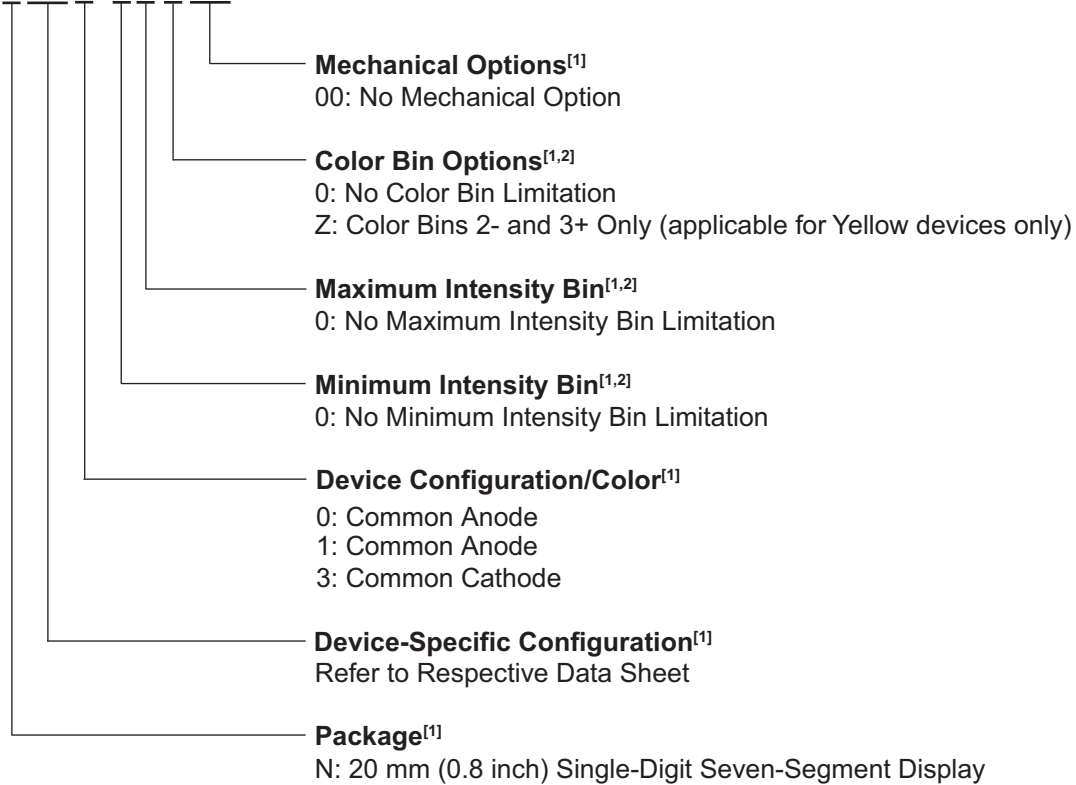 Mechanical Options[1]
00: No Mechanical Option
Color Bin Options[1,2]
0: No Color Bin Limitation
Z: Color Bins 2- and 3+ Only (applicable for Yellow devices only)
Maximum Intensity Bin[1,2]
0: No Maximum Intensity Bin Limitation
Minimum Intensity Bin[1,2]
0: No Minimum Intensity Bin Limitation
Device Configuration/Color[1]
0: Common Anode
1: Common Anode
3: Common Cathode
Device-Specific Configuration[1]
Refer to Respective Data Sheet
Package[1]
N: 20 mm (0.8 inch) Single-Digit Seven-Segment Display